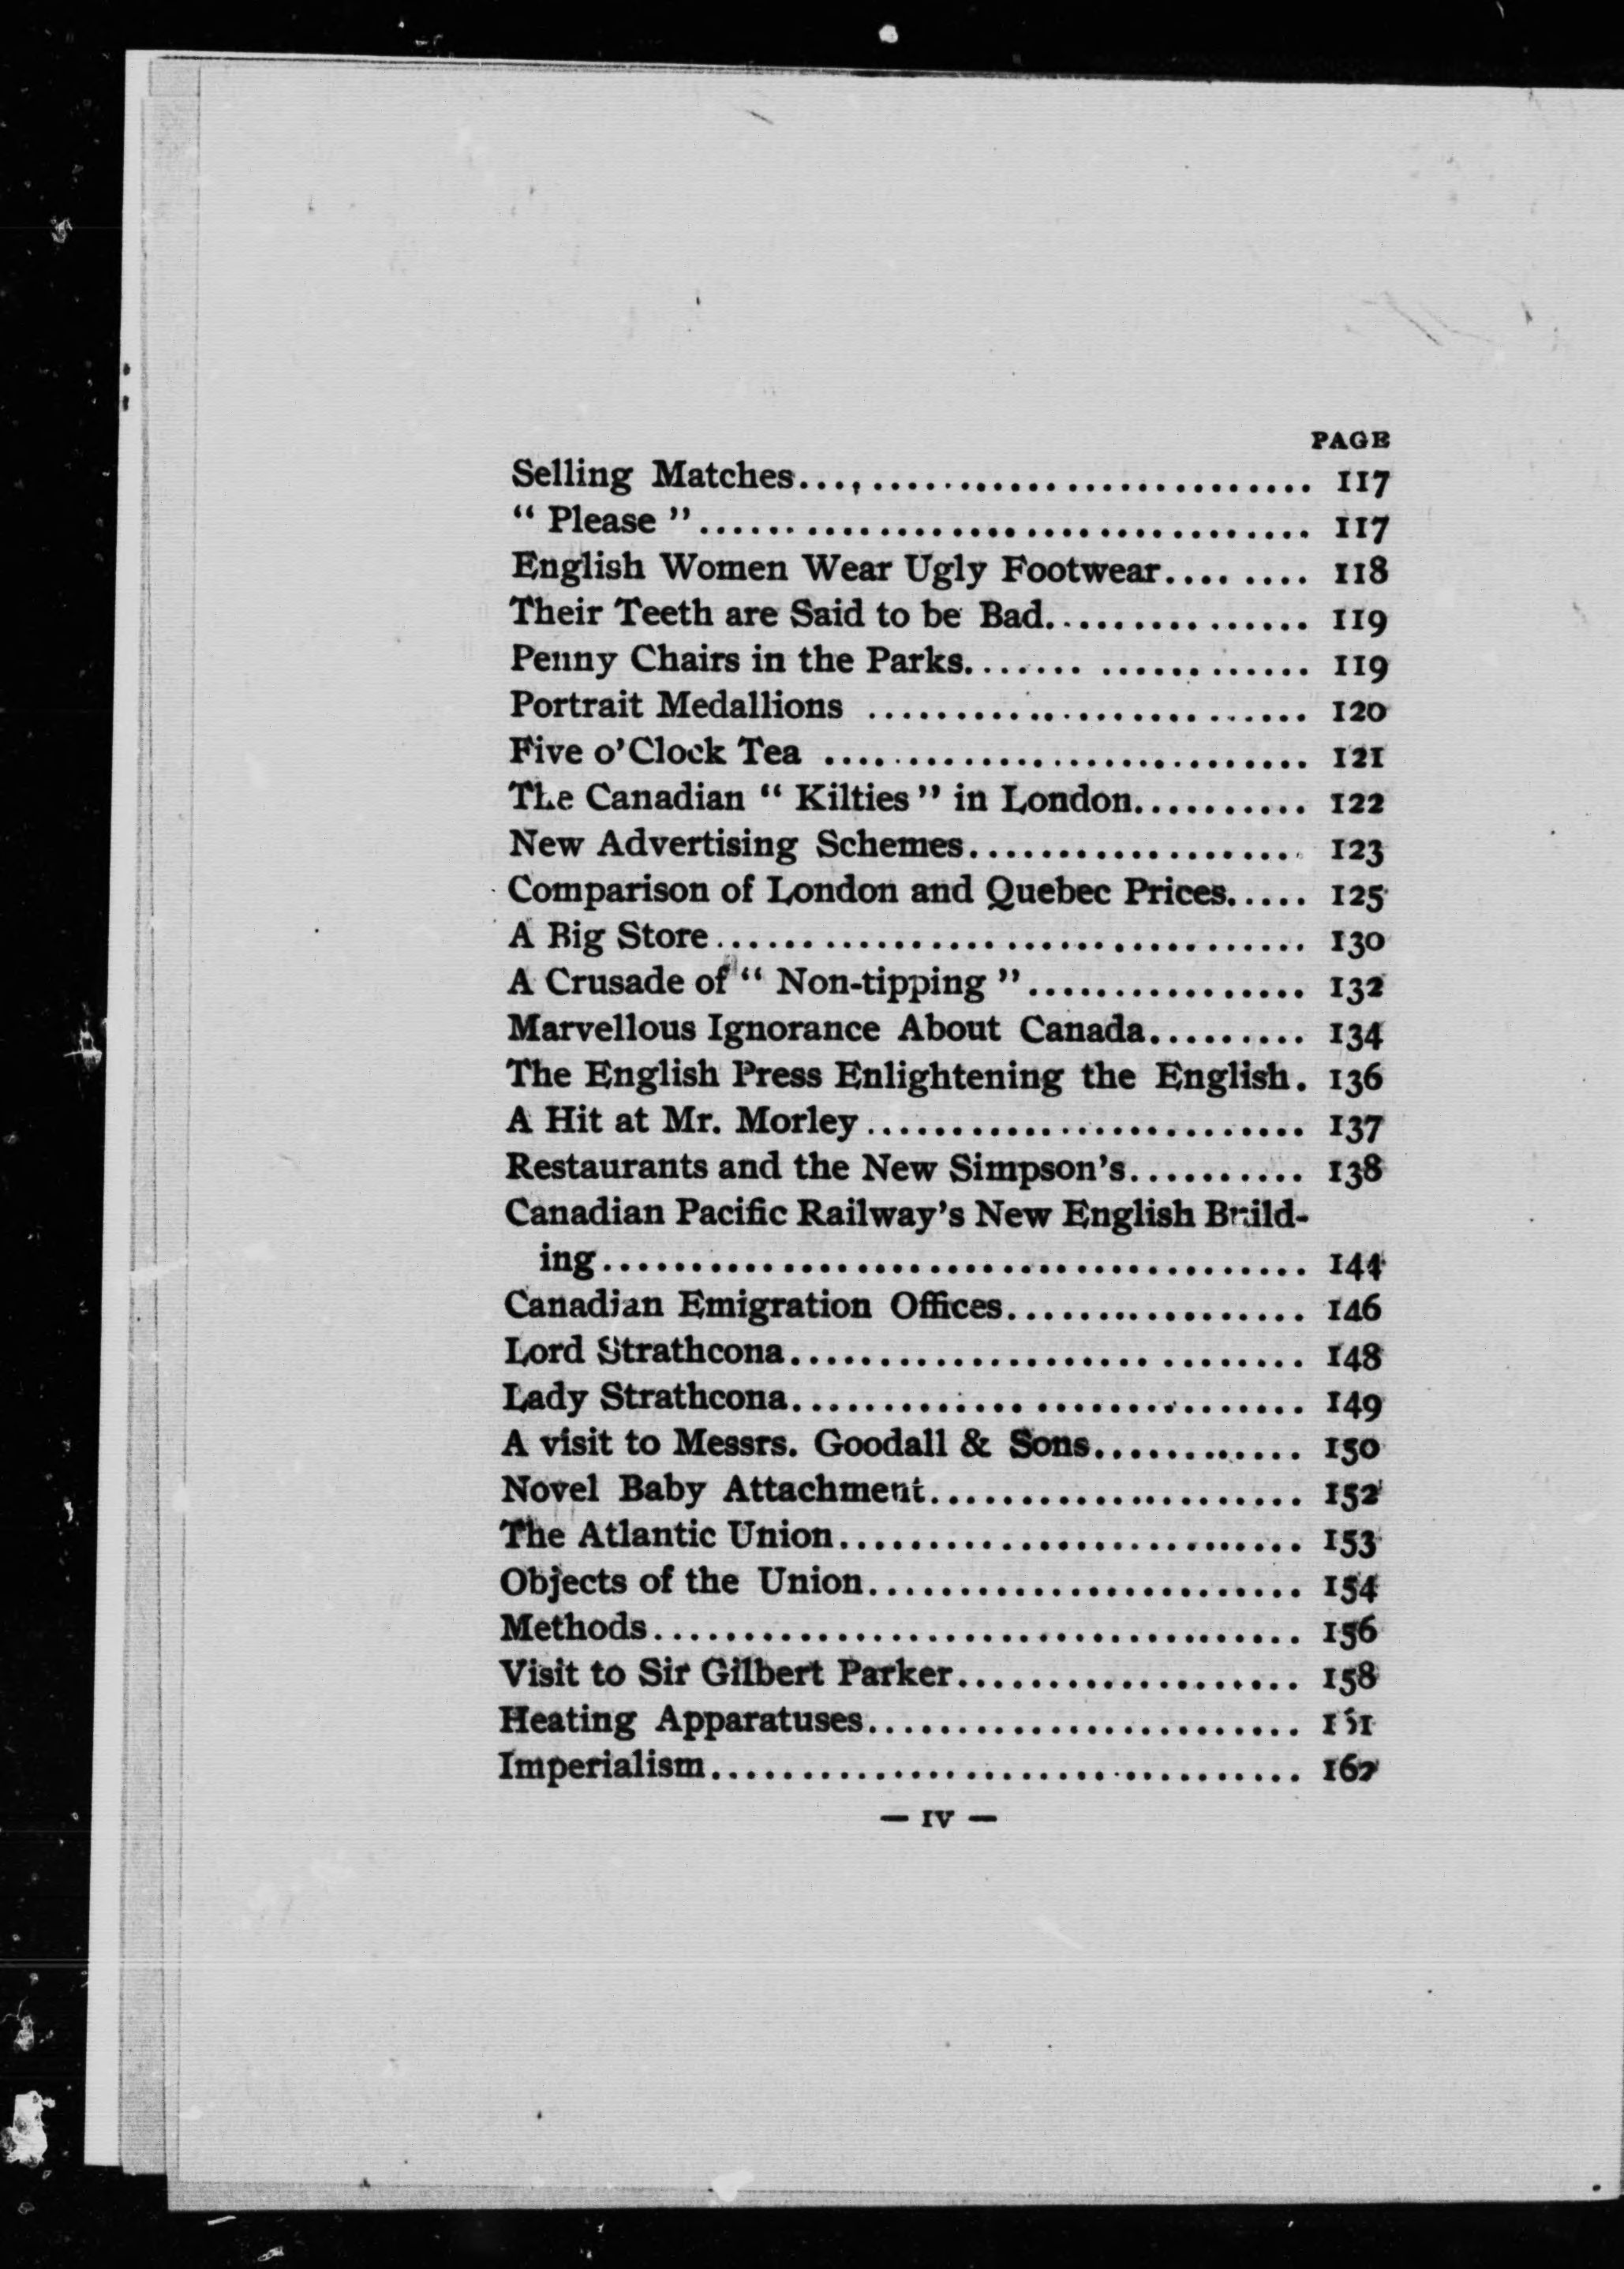 PAGE
Selling Matches........................... 117
" Please "................................. 117
English Women Wear Ugly Footwear........ 118
Their Teeth are Said to be Bad............... 119
Penny Chairs in the Parks................... 119
Portrait Medallions ........................ 120
Five o'Clock Tea ........................... 121
The Canadian " Kilties " in London.......... 122
New Advertising Schemes................... 123
Comparison of London and Quebec Prices..... 125
A Big Store................................. 130
A Crusade of " Non-tipping "................ 132
Marvellous Ignorance About Canada......... 134
The English Press Enlightening the English. 136
A Hit at Mr. Morley........................ 137
Restaurants and the New Simpson's.......... 138
Canadian Pacific Railway's New English Build-
ing....................................... 144
Canadian Emigration Offices................. 146
Lord Strathcona............................ 148
Lady Strathcona............................ 149
A visit to Messrs. Goodall & Sons............ 150
Novel Baby Attachment..................... 152
The Atlantic Union.......................... 153
Objects of the Union........................ 154
Methods.................................... 156
Visit to Sir Gilbert Parker................... 158
Heating Apparatuses........................
Imperialism................................. 162
— IV —